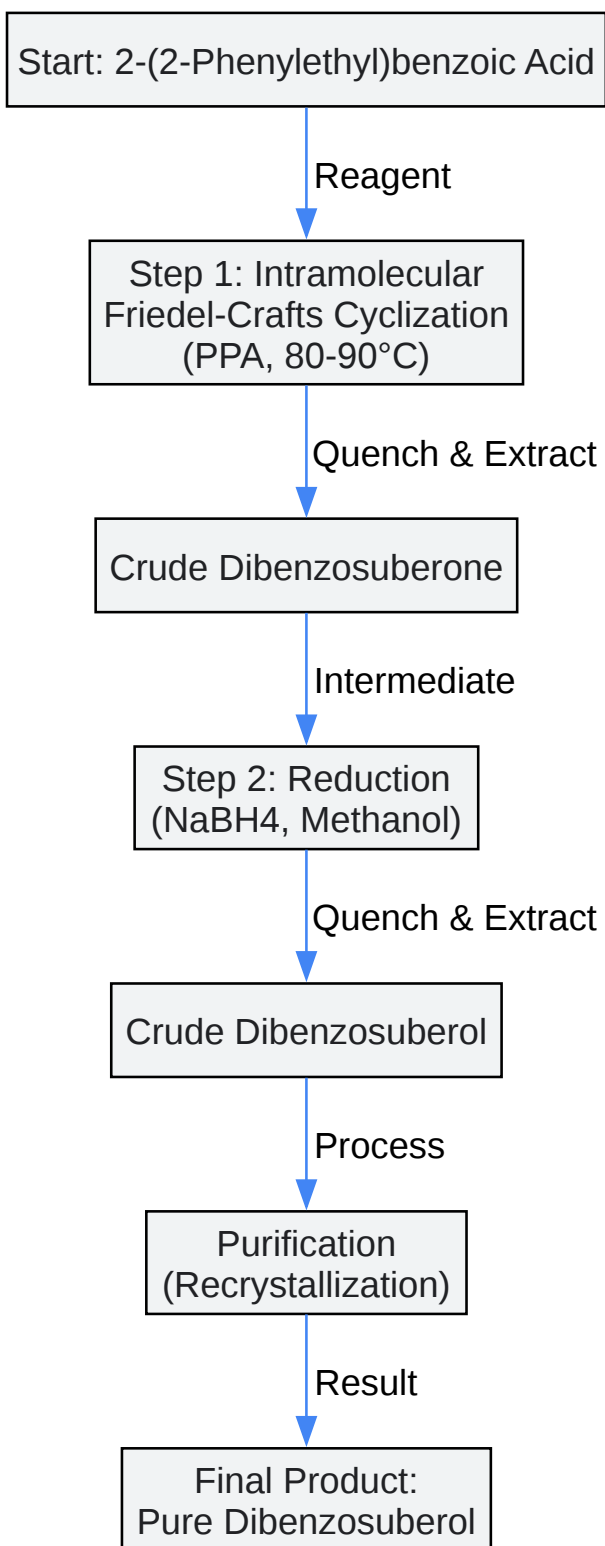 Start: 2-(2-Phenylethyl)benzoic Acid
Reagent
Step 1: Intramolecular
Friedel-Crafts Cyclization
(PPA, 80-90°C)
Quench & Extract
Crude Dibenzosuberone
Intermediate
Step 2: Reduction
(NaBH4, Methanol)
Quench & Extract
Crude Dibenzosuberol
Process
Purification
(Recrystallization)
Result
Final Product:
Pure Dibenzosuberol